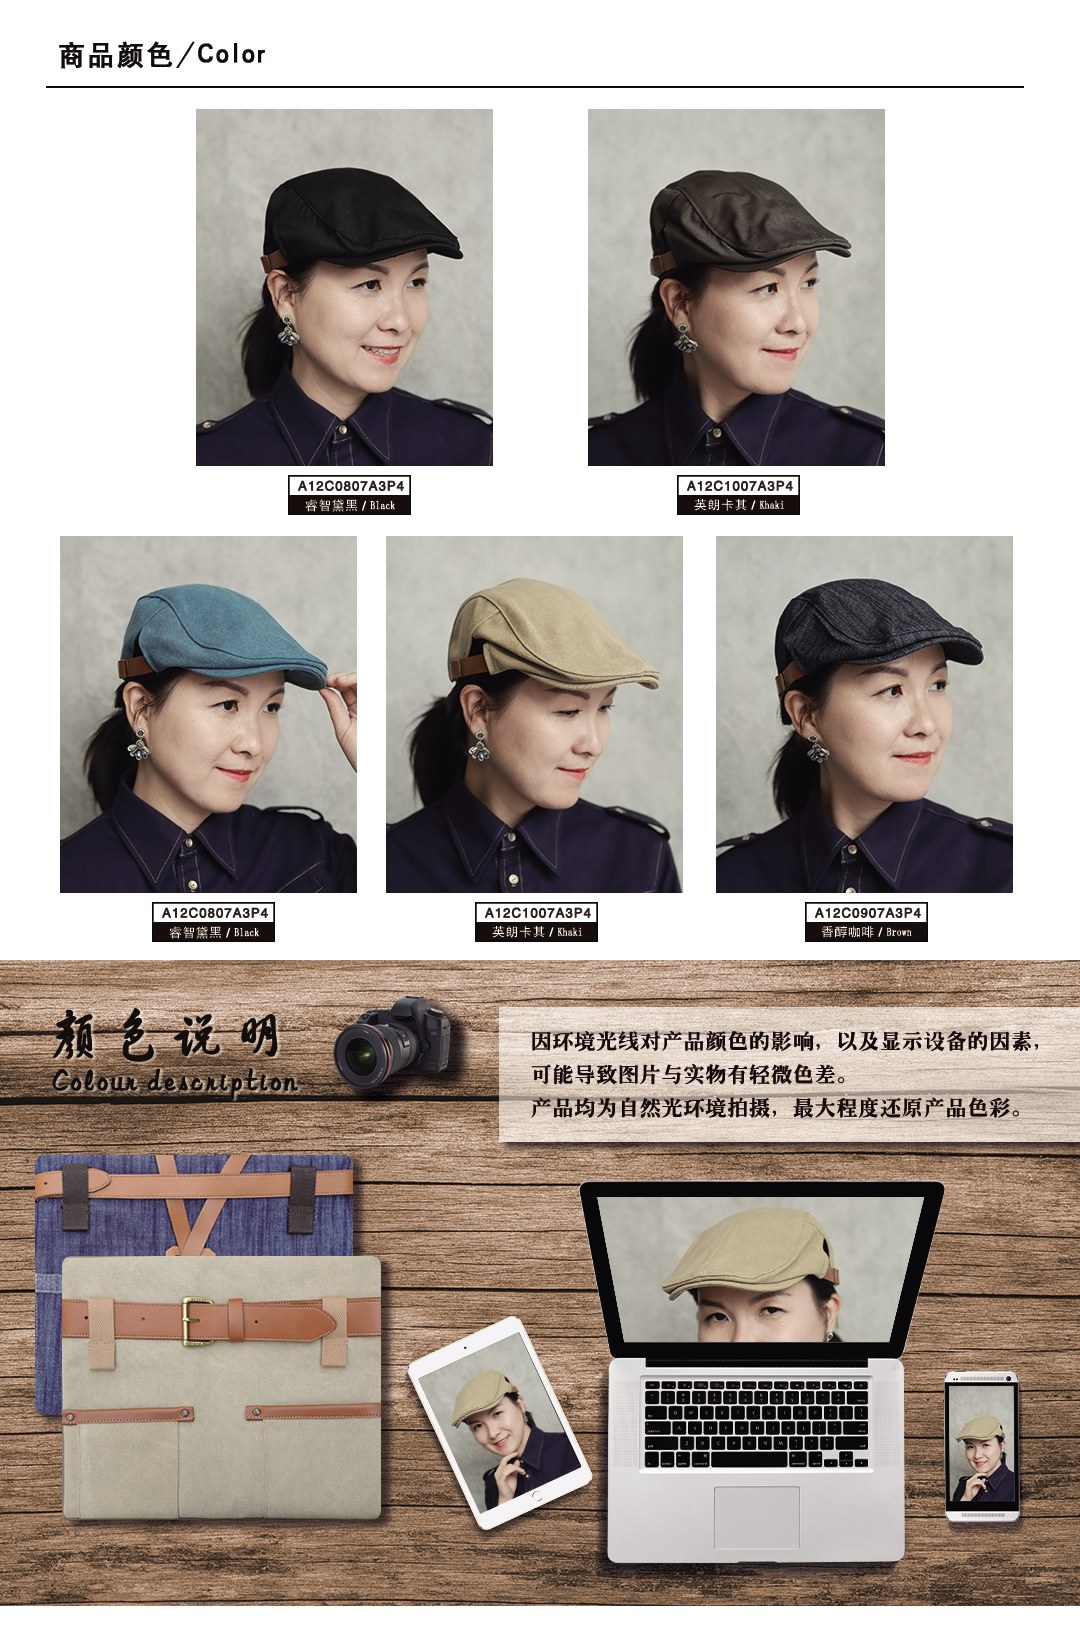 商品颜色/Color
A12C0807A3P4
睿智黛黑 / Black
A12C1007A3P4
英朗卡其 / Khaki
A12C0807A3P4
睿智黛黑 / Black
A12C1007A3P4
英朗卡其 / Khaki
A12C0907A3P4
香醇咖啡 / Brown
颜色说明
Colour description
因环境光线对产品颜色的影响，以及显示设备的因素，
可能导致图片与实物有轻微色差。
产品均为自然光环境拍摄，最大程度还原产品色彩。